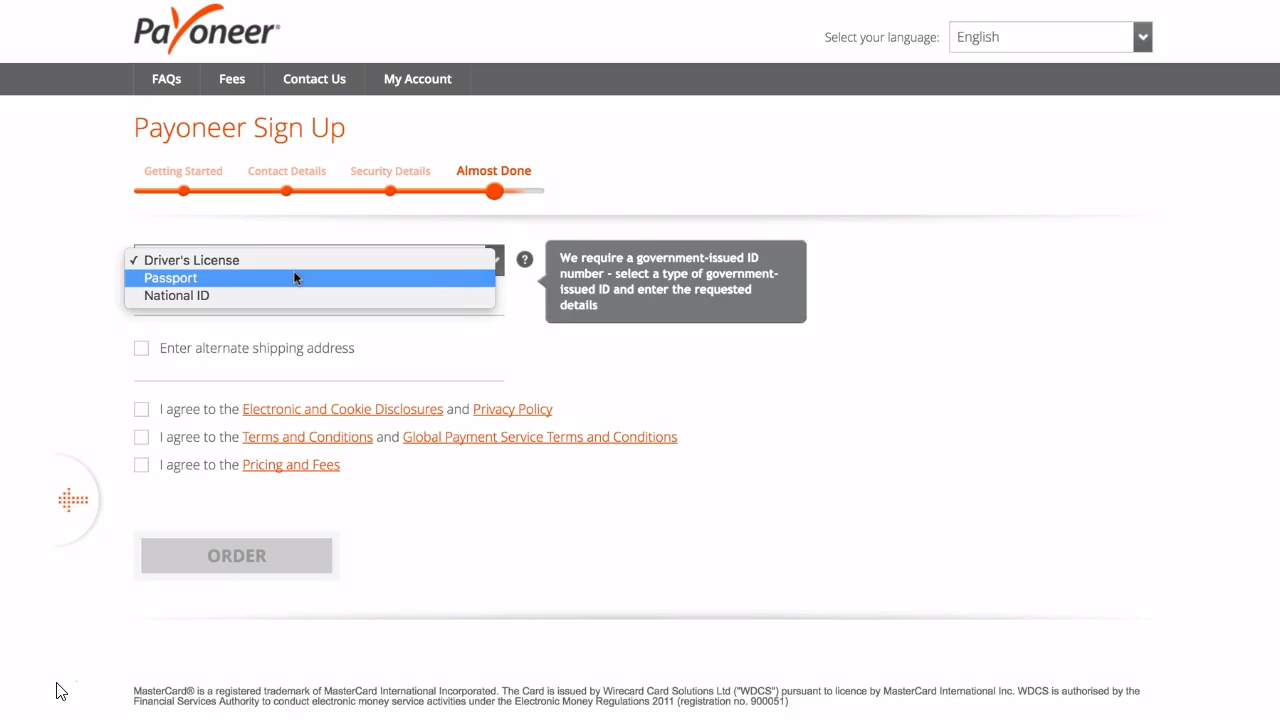 Payoneer
Select your language: English
FAQs Fees Contact Us My Account
Payoneer Sign Up
Getting Started Contact Details Security Details Almost Done
✓ Driver's License
Passport
National ID
?
We require a government-issued ID
number - select a type of government-
issued ID and enter the requested
details
Enter alternate shipping address
I agree to the Electronic and Cookie Disclosures and Privacy Policy
I agree to the Terms and Conditions and Global Payment Service Terms and Conditions
I agree to the Pricing and Fees
ORDER
MasterCard® is a registered trademark of MasterCard International Incorporated. The Card is issued by Wirecard Card Solutions Ltd ("WDCS") pursuant to licence by MasterCard International Inc. WDCS is authorised by the
Financial Services Authority to conduct electronic money service activities under the Electronic Money Regulations 2011 (registration no. 900051)